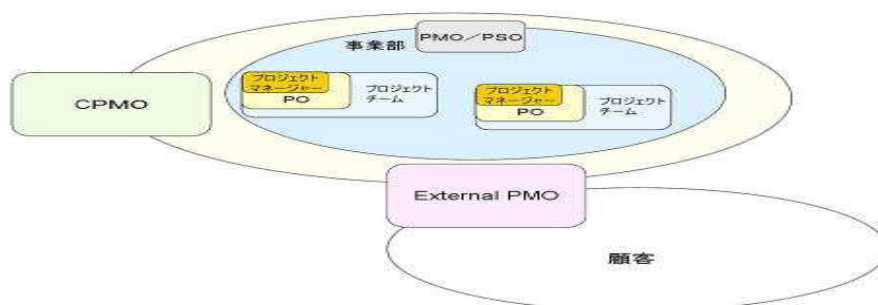 PMO／PSO
事業部
CPMO
プロジェクト
マネージャー
PO
プロジェクト
チーム
プロジェクト
マネージャー
PO
プロジェクト
チーム
External PMO
顧客